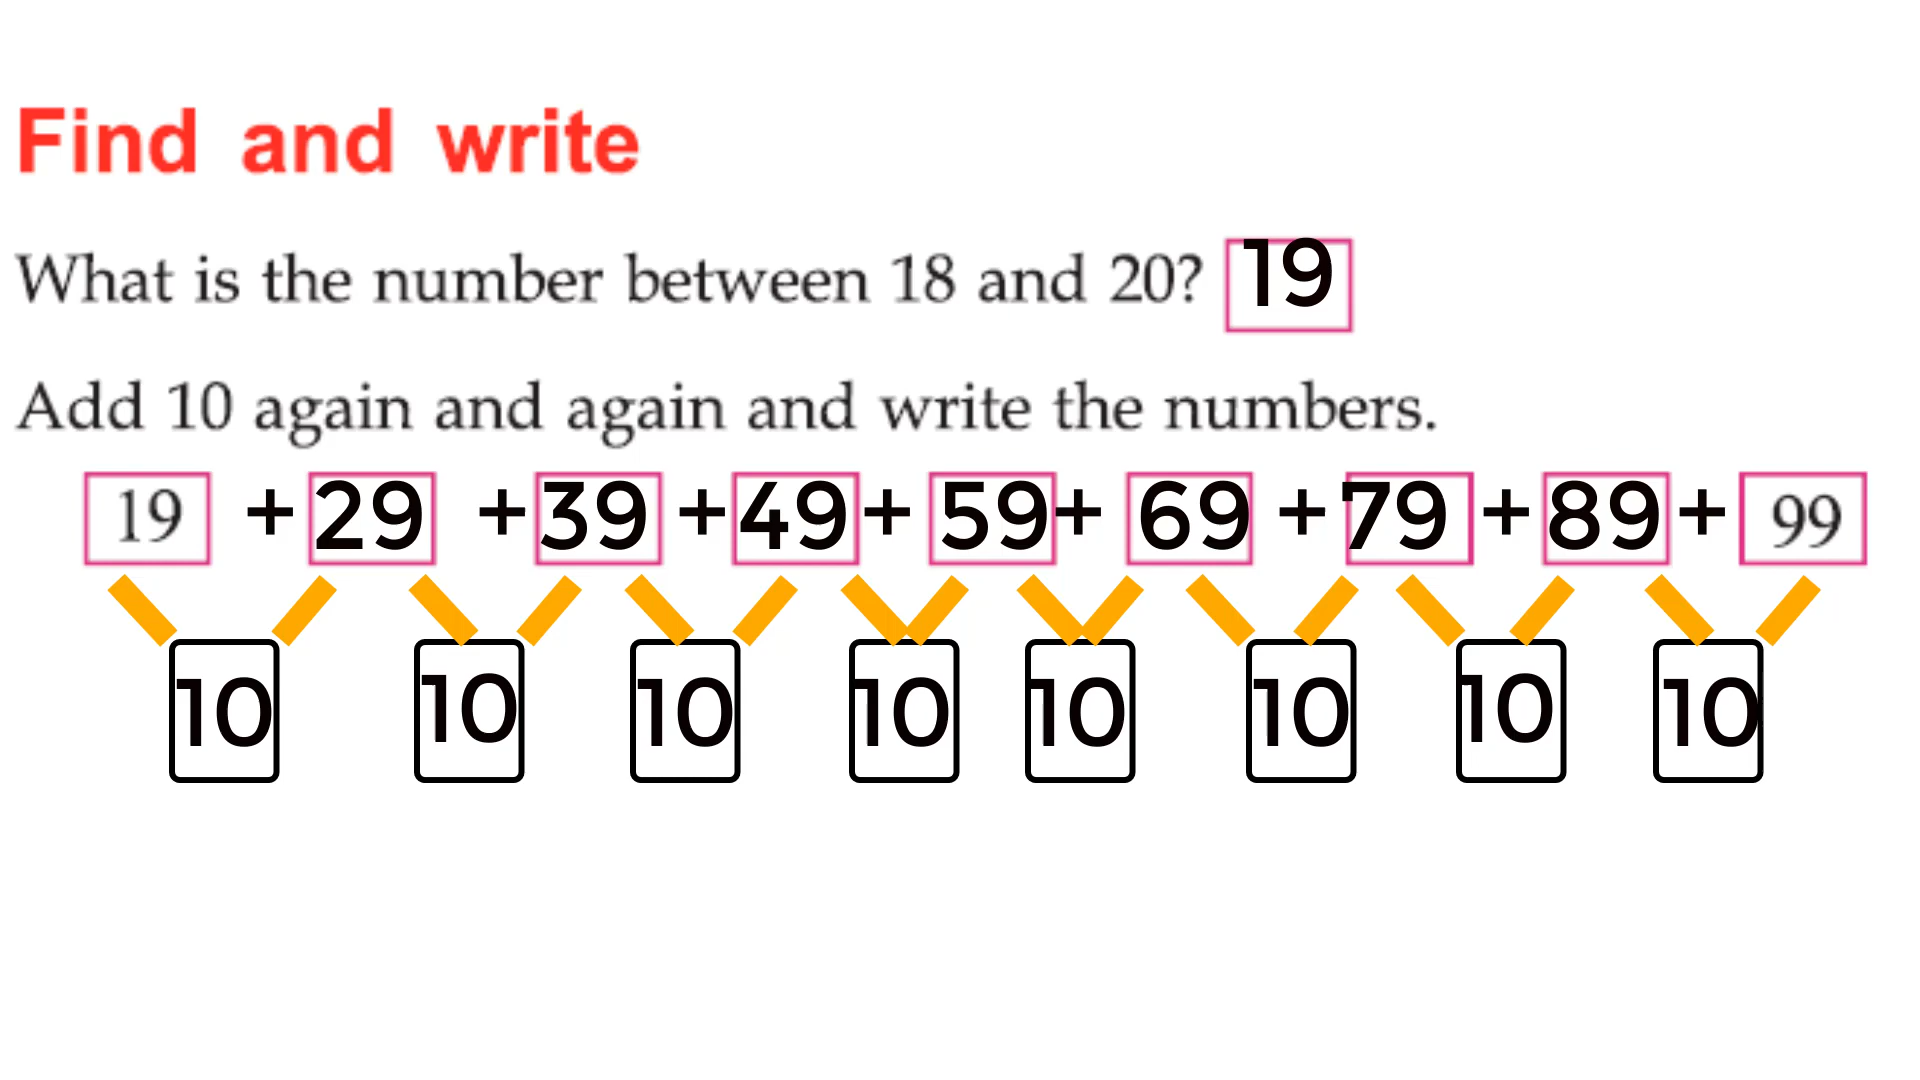 Find and write
What is the number between 18 and 20? 19
Add 10 again and again and write the numbers.
19 + 29 + 39 + 49 + 59 + 69 + 79 + 89 + 99
10 10 10 10 10 10 10 10